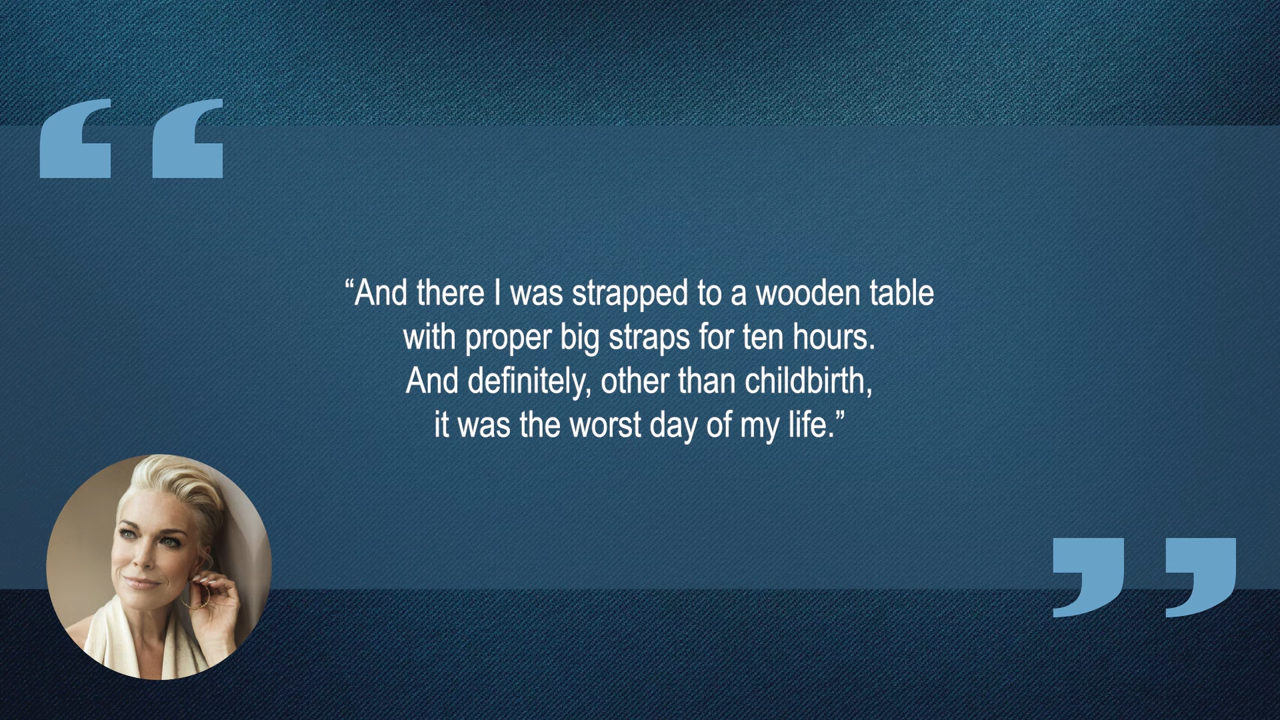 “And there I was strapped to a wooden table
with proper big straps for ten hours.
And definitely, other than childbirth,
it was the worst day of my life.”